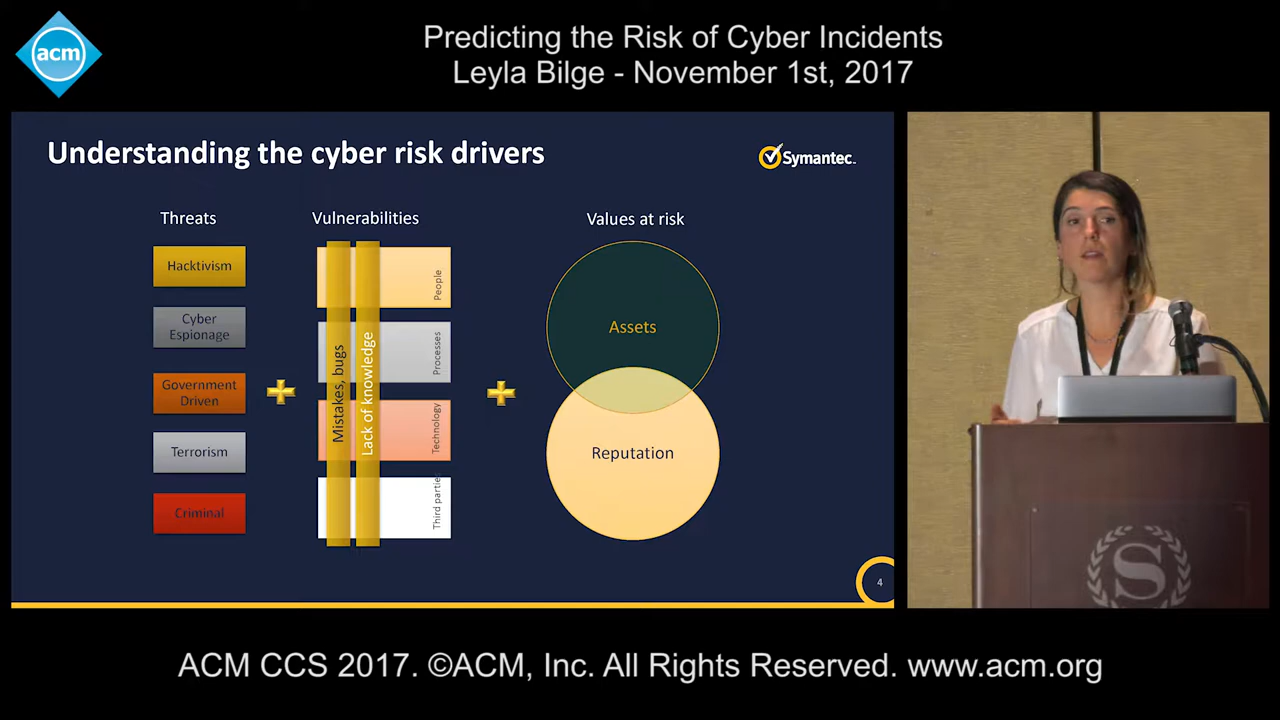 acm
Predicting the Risk of Cyber Incidents
Leyla Bilge - November 1st, 2017
Understanding the cyber risk drivers
Symantec.
Threats
Vulnerabilities
Values at risk
Hacktivism
Cyber
Espionage
Government
Driven
Terrorism
Criminal
Mistakes, bugs
Lack of knowledge
People
Processes
Technology
Third parties
Assets
Reputation
4
S
ACM CCS 2017. ©ACM, Inc. All Rights Reserved. www.acm.org